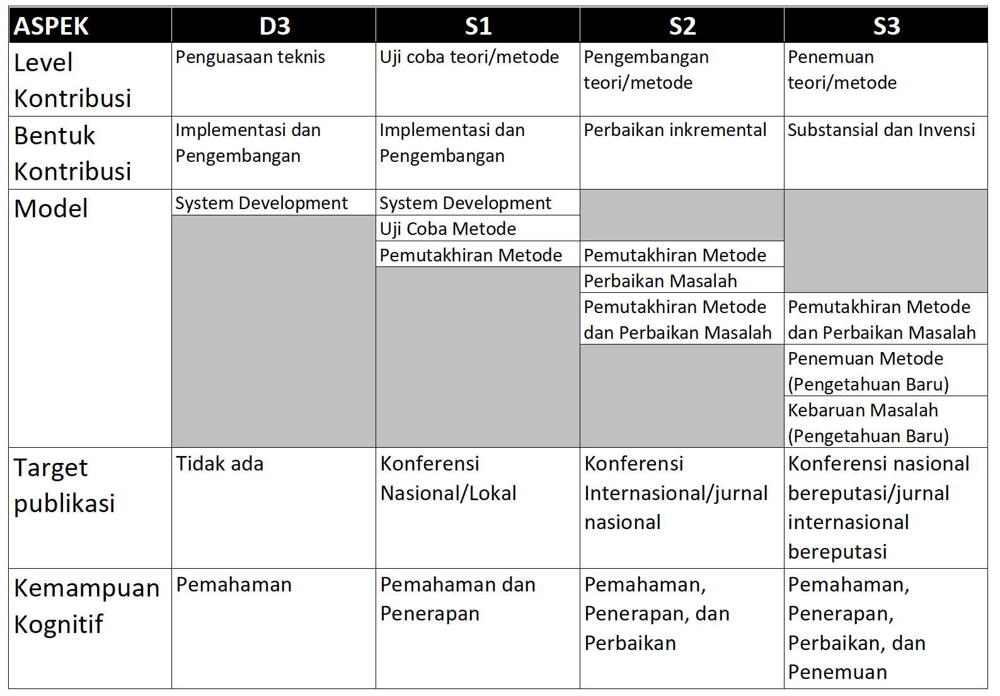 ASPEK
D3
S1
S2
S3
Level
Kontribusi
Penguasaan teknis
Uji coba teori/metode
Pengembangan
teori/metode
Penemuan
teori/metode
Bentuk
Kontribusi
Implementasi dan
Pengembangan
Implementasi dan
Pengembangan
Perbaikan inkremental
Substansial dan Invensi
Model
System Development
System Development
Uji Coba Metode
Pemutakhiran Metode
Pemutakhiran Metode
Perbaikan Masalah
Pemutakhiran Metode
dan Perbaikan Masalah
Pemutakhiran Metode
dan Perbaikan Masalah
Penemuan Metode
(Pengetahuan Baru)
Kebaruan Masalah
(Pengetahuan Baru)
Target
publikasi
Tidak ada
Konferensi
Nasional/Lokal
Konferensi
Internasional/jurnal
nasional
Konferensi nasional
bereputasi/jurnal
internasional
bereputasi
Kemampuan
Kognitif
Pemahaman
Pemahaman dan
Penerapan
Pemahaman,
Penerapan, dan
Perbaikan
Pemahaman,
Penerapan,
Perbaikan, dan
Penemuan